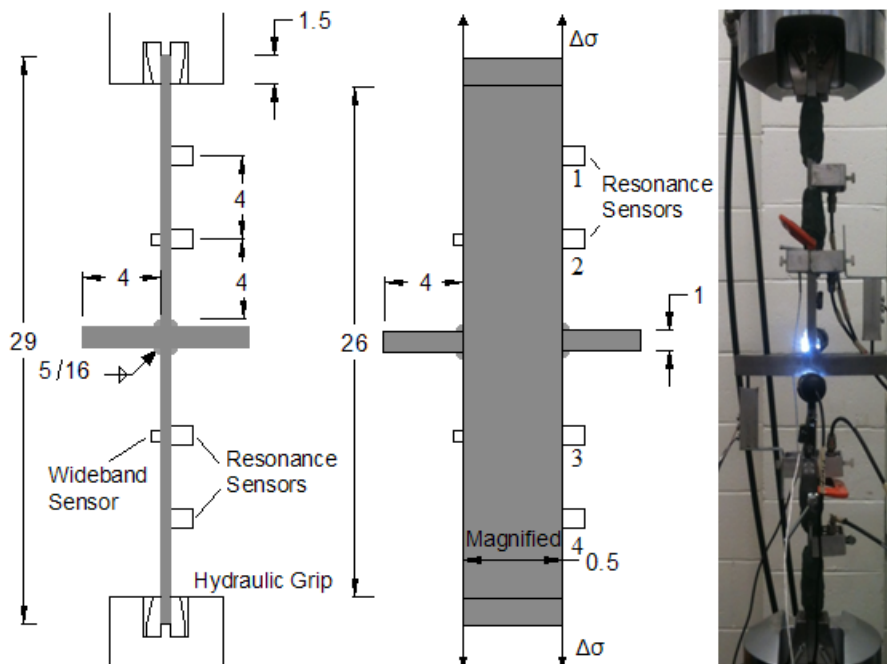 1.5
Δσ
1
Resonance
Sensors
4
2
4
4
4
1
29
26
5/16
3
Wideband
Sensor
Resonance
Sensors
Magnified
4
0.5
Hydraulic Grip
Δσ